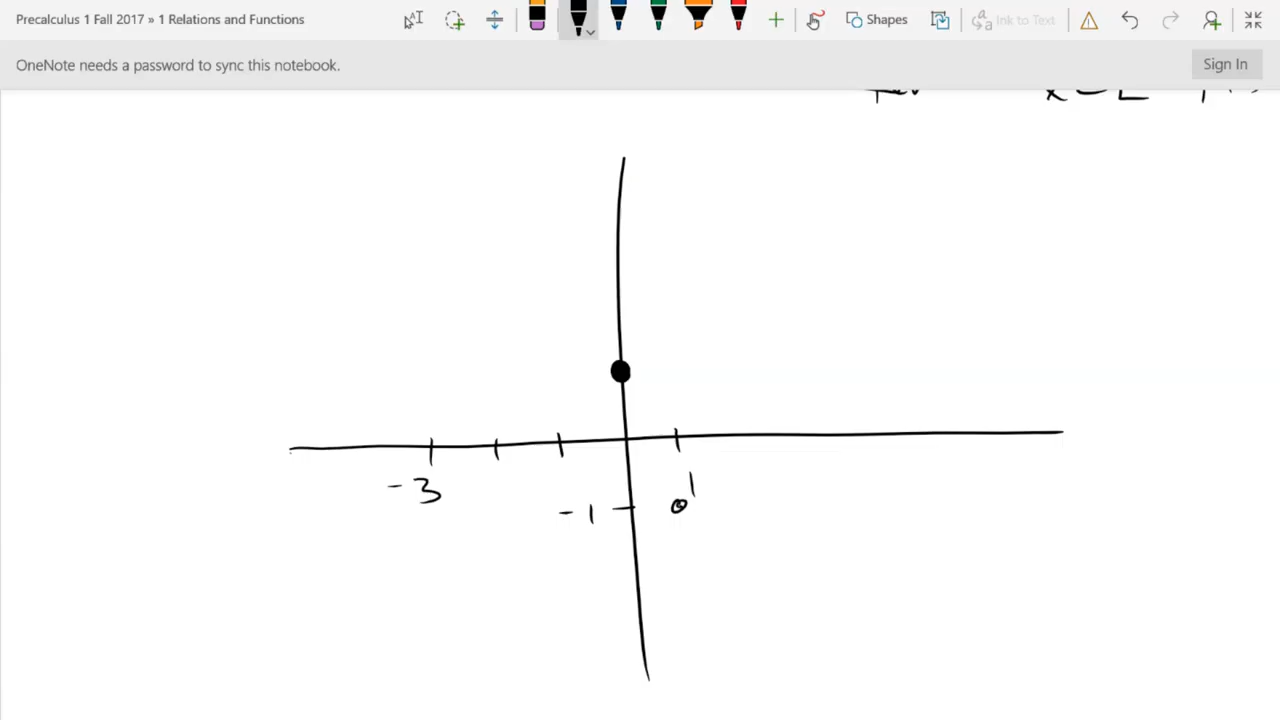 Precalculus 1 Fall 2017 » 1 Relations and Functions
Shapes
Ink to Text
OneNote needs a password to sync this notebook.
Sign In
-3
1
-1